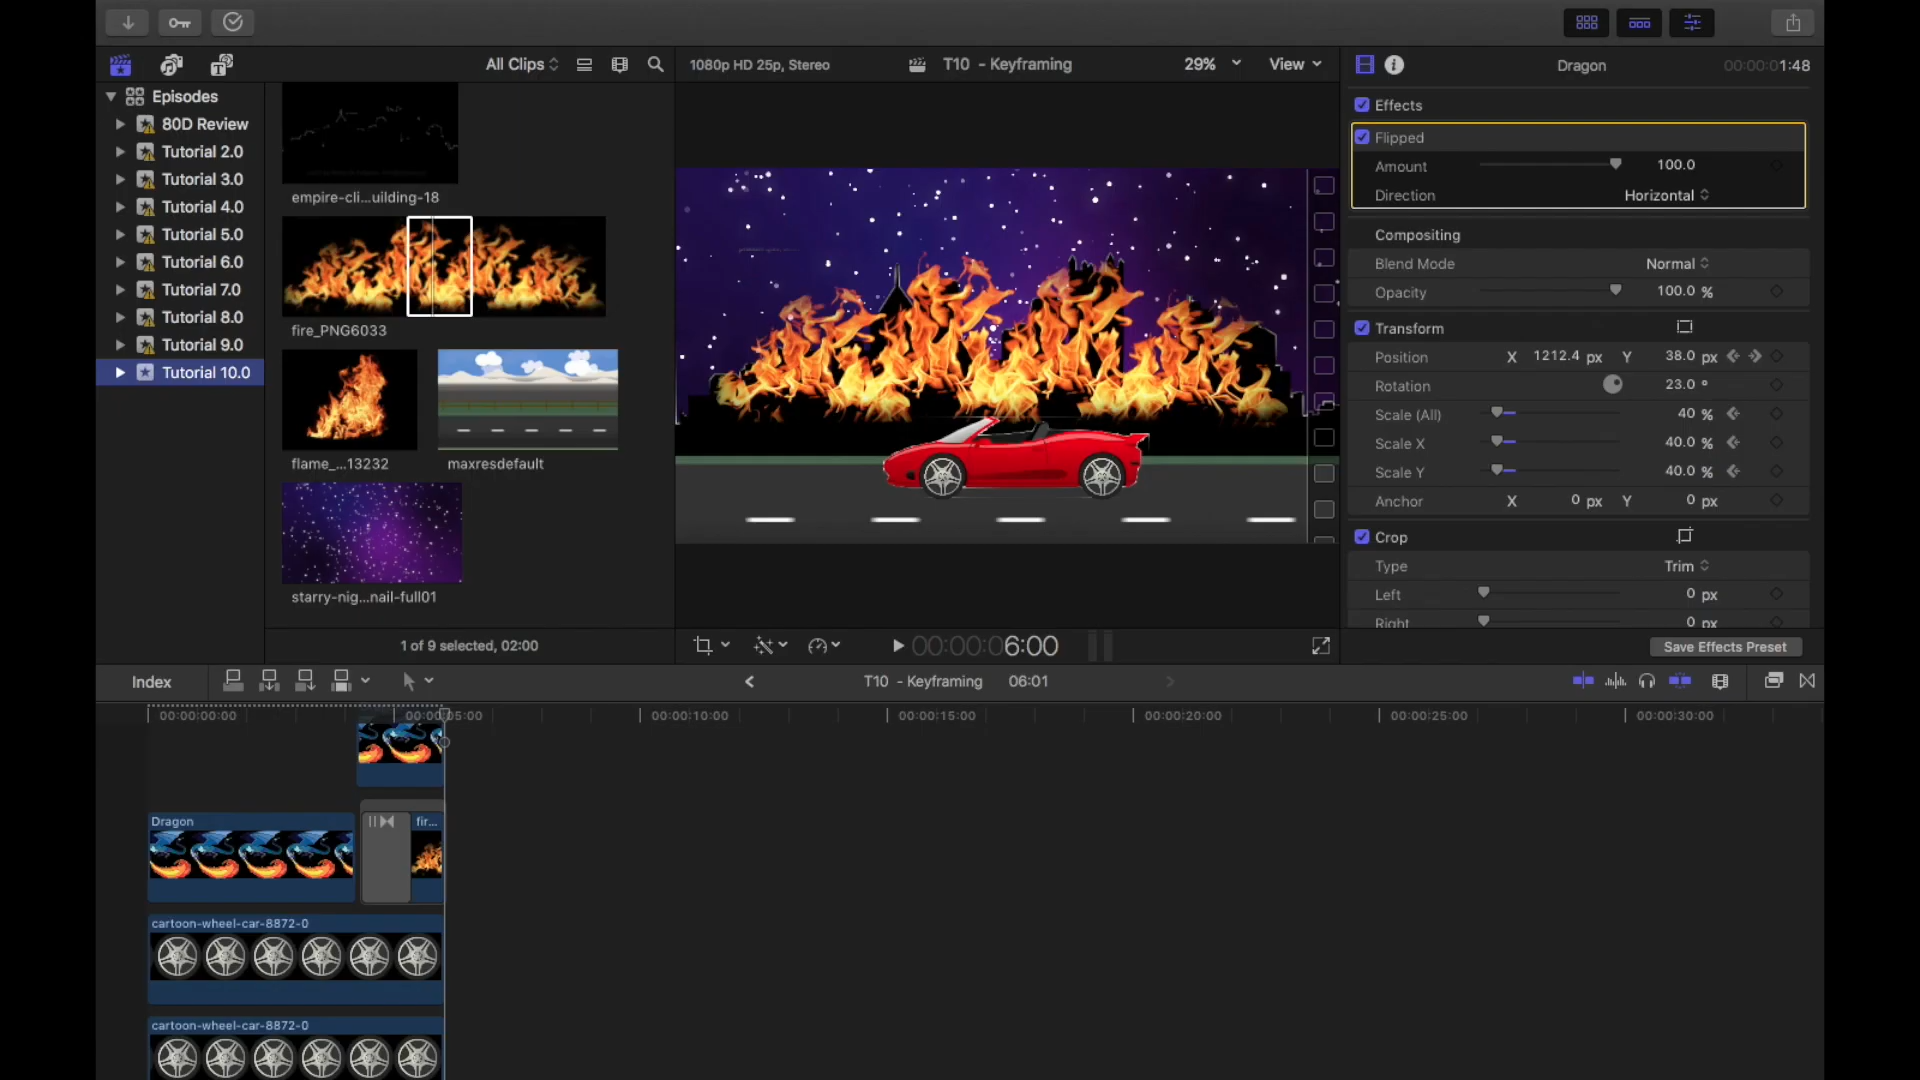 All Clips
1080p HD 25p, Stereo
T10 - Keyframing
29%
View
Dragon
00:00:01:48
Episodes
80D Review
Tutorial 2.0
Tutorial 3.0
Tutorial 4.0
Tutorial 5.0
Tutorial 6.0
Tutorial 7.0
Tutorial 8.0
Tutorial 9.0
Tutorial 10.0
empire-cli...uilding-18
fire_PNG6033
flame_...13232
maxresdefault
starry-nig...nail-full01
1 of 9 selected, 02:00
00:00:06:00
Effects
Flipped
Amount 100.0
Direction Horizontal
Compositing
Blend Mode Normal
Opacity 100.0 %
Transform
Position X 1212.4 px Y 38.0 px
Rotation 23.0 °
Scale (All) 40 %
Scale X 40.0 %
Scale Y 40.0 %
Anchor X 0 px Y 0 px
Crop
Type Trim
Left 0 px
Right 0 px
Save Effects Preset
Index
T10 - Keyframing 06:01
00:00:00:00
00:00:05:00
00:00:10:00
00:00:15:00
00:00:20:00
00:00:25:00
00:00:30:00
Dragon
fir...
cartoon-wheel-car-8872-0
cartoon-wheel-car-8872-0